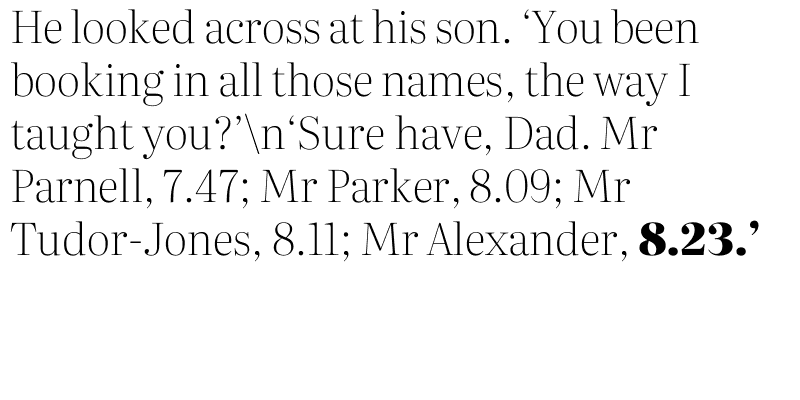 He looked across at his son. ‘You been
booking in all those names, the way I
taught you?’\n‘Sure have, Dad. Mr
Parnell, 7.47; Mr Parker, 8.09; Mr
Tudor-Jones, 8.11; Mr Alexander, 8.23.’